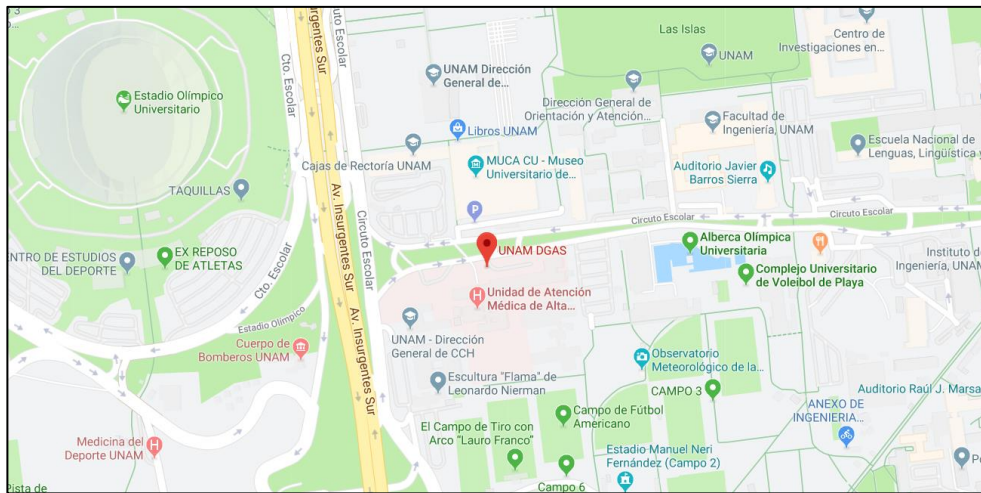 Las Islas
Centro de
Investigaciones en...
UNAM
UNAM Dirección
General de...
Cto. Escolar
Av. Insurgentes Sur
Circuito Escolar
Estadio Olímpico
Universitario
Dirección General de
Orientación y Atención...
Facultad de
Ingeniería, UNAM
Libros UNAM
Escuela Nacional de
Lenguas, Lingüística y
Cajas de Rectoría UNAM
MUCA CU - Museo
Universitario de...
Auditorio Javier
Barros Sierra
TAQUILLAS
P
Av. Insurgentes Sur
Circuito Escolar
Circuto Escolar
Circuito Escolar
UNAM DGAS
Alberca Olímpica
Universitaria
EX REPOSO
DE ATLETAS
NTRO DE ESTUDIOS
DEL DEPORTE
Cto. Escolar
Instituto de
Ingeniería, UNAM
Complejo Universitario
de Voleibol de Playa
Unidad de Atención
Médica de Alta...
Estadio Olimpico
Av. Insurgentes Sur
UNAM - Dirección
General de CCH
Cuerpo de
Bomberos UNAM
Observatorio
Meteorológico de la...
Escultura "Flama" de
Leonardo Nierman
CAMPO 3
Auditorio Raúl J. Marsa
ANEXO DE
INGENIERIA...
Campo de Fútbol
Americano
El Campo de Tiro con
Arco "Lauro Franco"
Medicina del
Deporte UNAM
Estadio Manuel Neri
Fernández (Campo 2)
Campo 6
Pista de